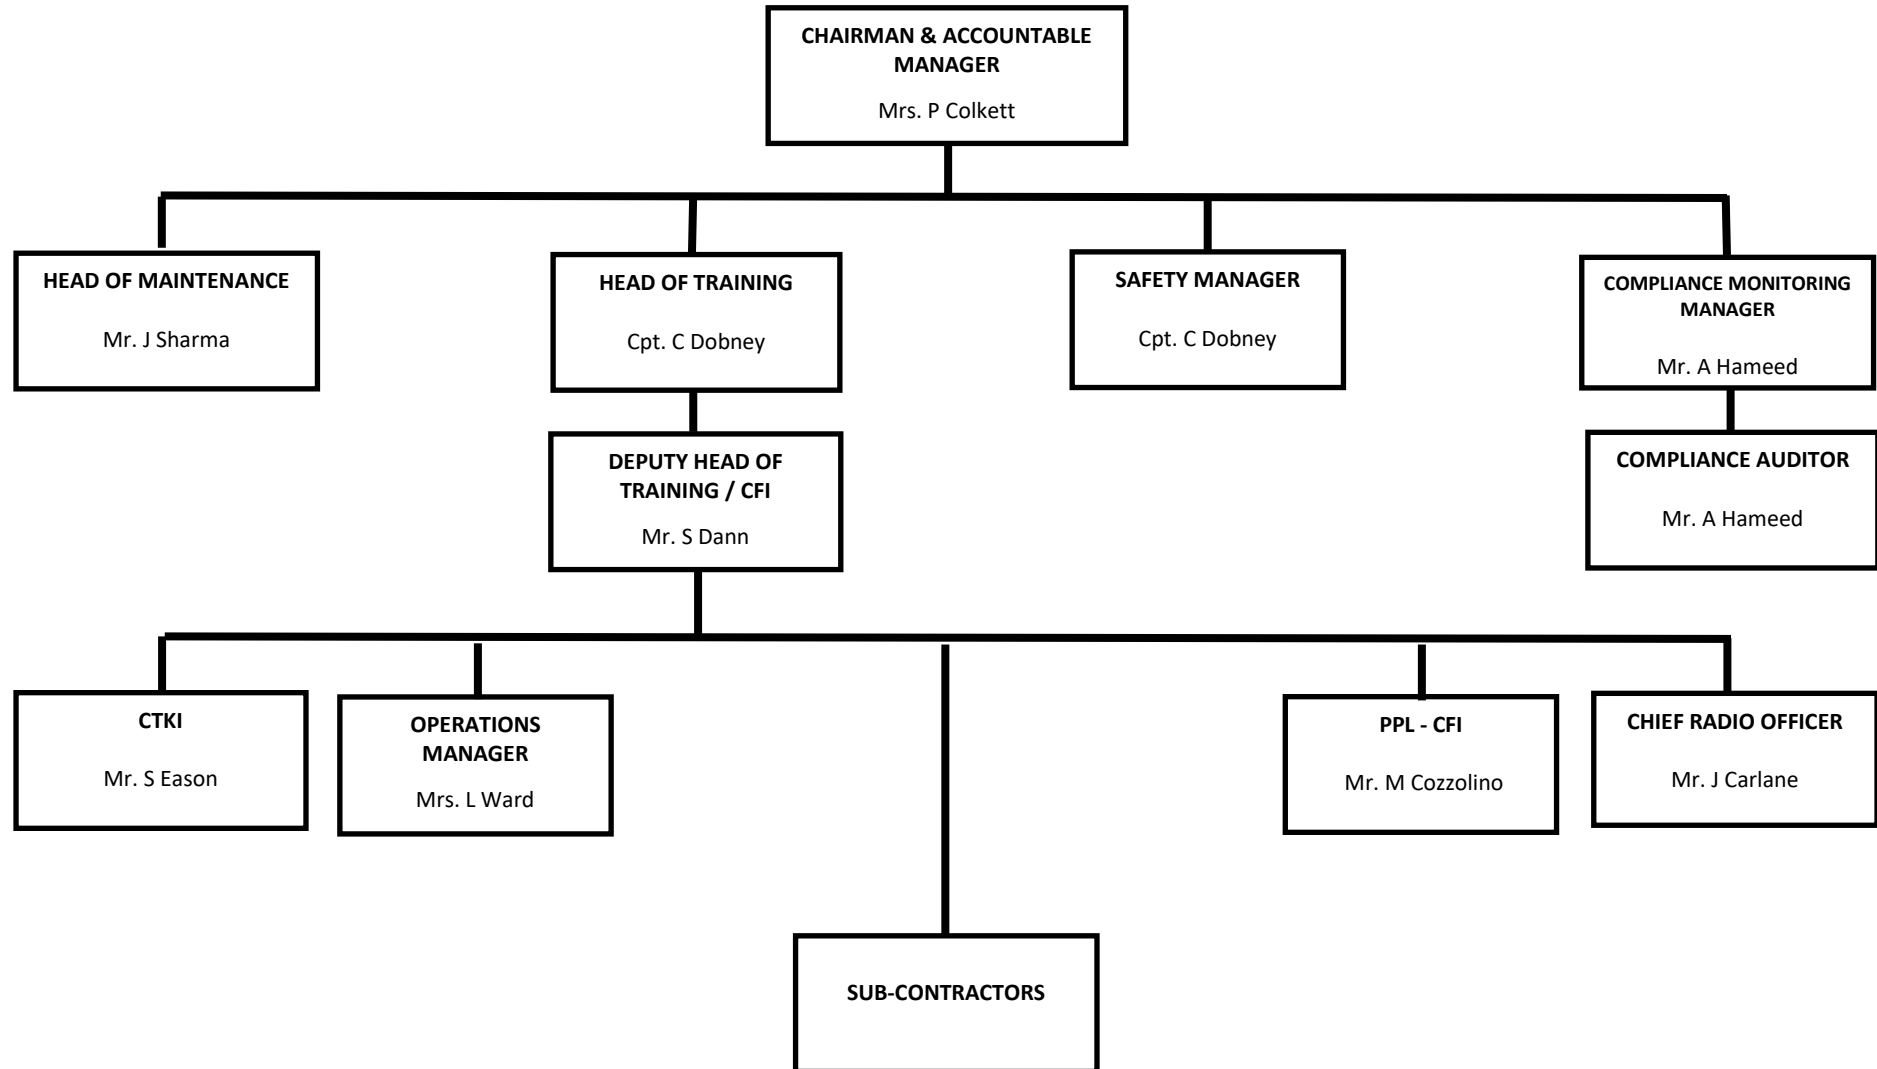 CHAIRMAN & ACCOUNTABLE
MANAGER
Mrs. P Colkett
HEAD OF MAINTENANCE
Mr. J Sharma
HEAD OF TRAINING
Cpt. C Dobney
SAFETY MANAGER
Cpt. C Dobney
COMPLIANCE MONITORING
MANAGER
Mr. A Hameed
DEPUTY HEAD OF
TRAINING / CFI
Mr. S Dann
COMPLIANCE AUDITOR
Mr. A Hameed
CTKI
Mr. S Eason
OPERATIONS
MANAGER
Mrs. L Ward
PPL - CFI
Mr. M Cozzolino
CHIEF RADIO OFFICER
Mr. J Carlane
SUB-CONTRACTORS